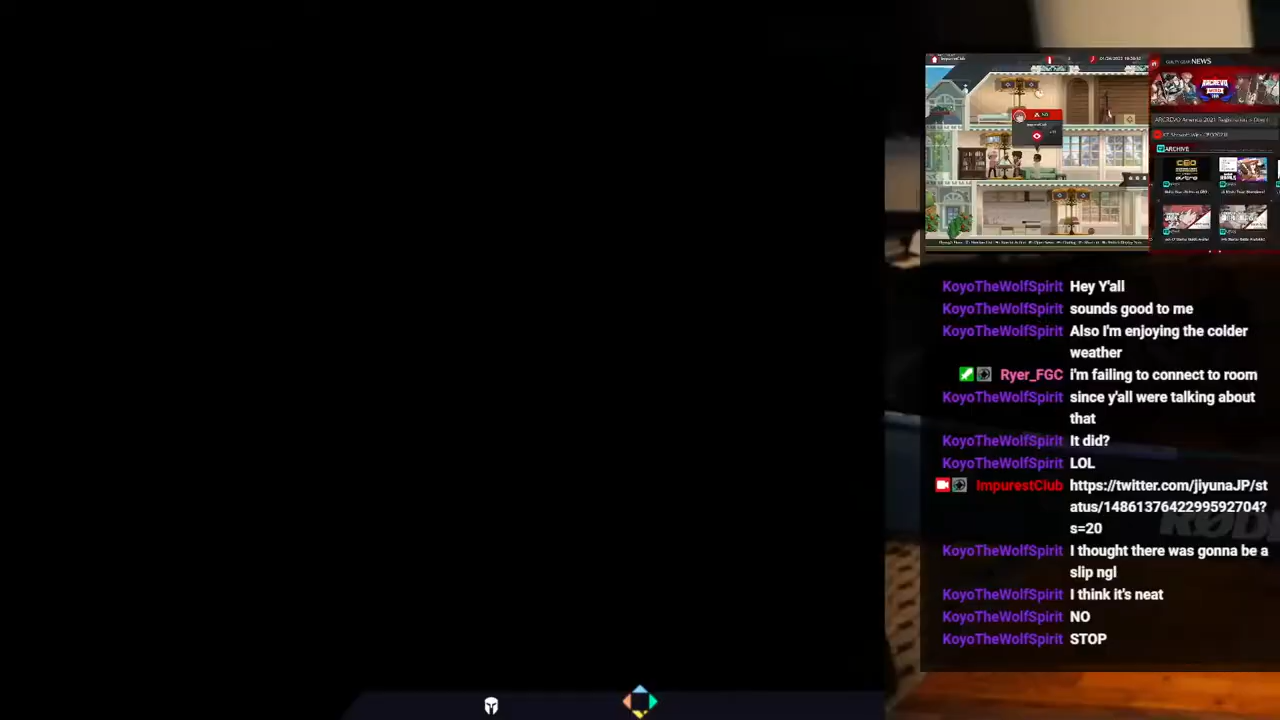 NEWS
ARCHIVE
KoyoTheWolfSpirit Hey Y'all
KoyoTheWolfSpirit sounds good to me
KoyoTheWolfSpirit Also I'm enjoying the colder
weather
Ryer_FGC i'm failing to connect to room
KoyoTheWolfSpirit since y'all were talking about
that
KoyoTheWolfSpirit It did?
KoyoTheWolfSpirit LOL
ImpurestClub https://twitter.com/jiyunaJP/st
atus/1486137642299592704?
s=20
KoyoTheWolfSpirit I thought there was gonna be a
slip ngl
KoyoTheWolfSpirit I think it's neat
KoyoTheWolfSpirit NO
KoyoTheWolfSpirit STOP